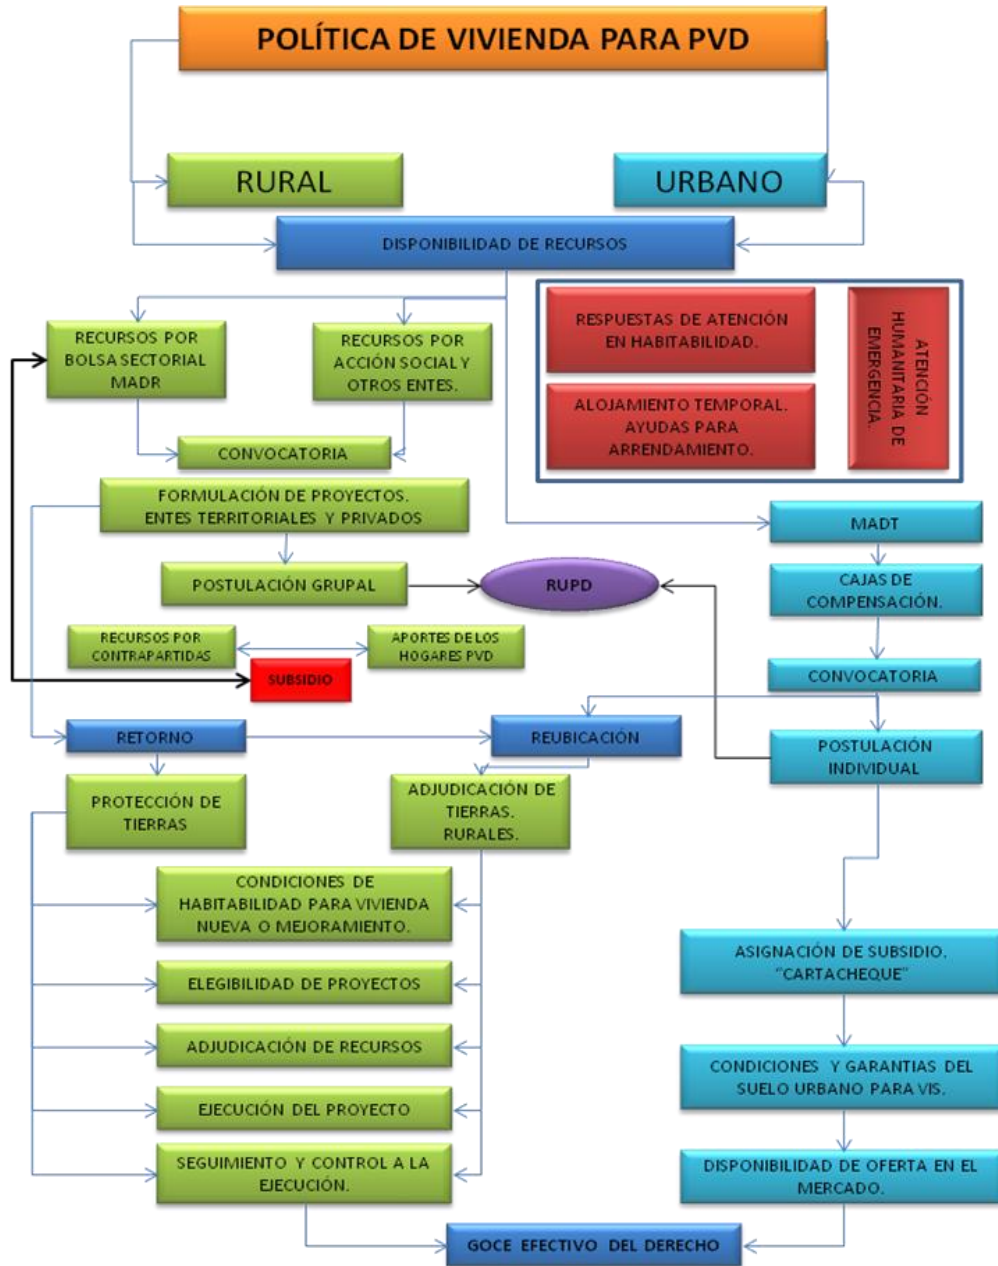 POLÍTICA DE VIVIENDA PARA PVD
RURAL
URBANO
DISPONIBILIDAD DE RECURSOS
RECURSOS POR
BOLSA SECTORIAL
MADR
RECURSOS POR
ACCIÓN SOCIAL Y
OTROS ENTES.
RESPUESTAS DE ATENCIÓN
EN HABITABILIDAD.
ALOJAMIENTO TEMPORAL.
AYUDAS PARA
ARRENDAMIENTO.
ATENCIÓN
HUMANITARIA DE
EMERGENCIA.
CONVOCATORIA
FORMULACIÓN DE PROYECTOS.
ENTES TERRITORIALES Y PRIVADOS
MADT
POSTULACIÓN GRUPAL
RUPD
CAJAS DE
COMPENSACIÓN.
RECURSOS POR
CONTRAPARTIDAS
APORTES DE LOS
HOGARES PVD
SUBSIDIO
CONVOCATORIA
RETORNO
REUBICACIÓN
POSTULACIÓN
INDIVIDUAL
PROTECCIÓN DE
TIERRAS
ADJUDICACIÓN DE
TIERRAS.
RURALES.
CONDICIONES DE
HABITABILIDAD PARA VIVIENDA
NUEVA O MEJORAMIENTO.
ELEGIBILIDAD DE PROYECTOS
ADJUDICACIÓN DE RECURSOS
EJECUCIÓN DEL PROYECTO
SEGUIMIENTO Y CONTROL A LA
EJECUCIÓN.
ASIGNACIÓN DE SUBSIDIO.
"CARTACHEQUE"
CONDICIONES Y GARANTIAS DEL
SUELO URBANO PARA VIS.
DISPONIBILIDAD DE OFERTA EN EL
MERCADO.
GOCE EFECTIVO DEL DERECHO